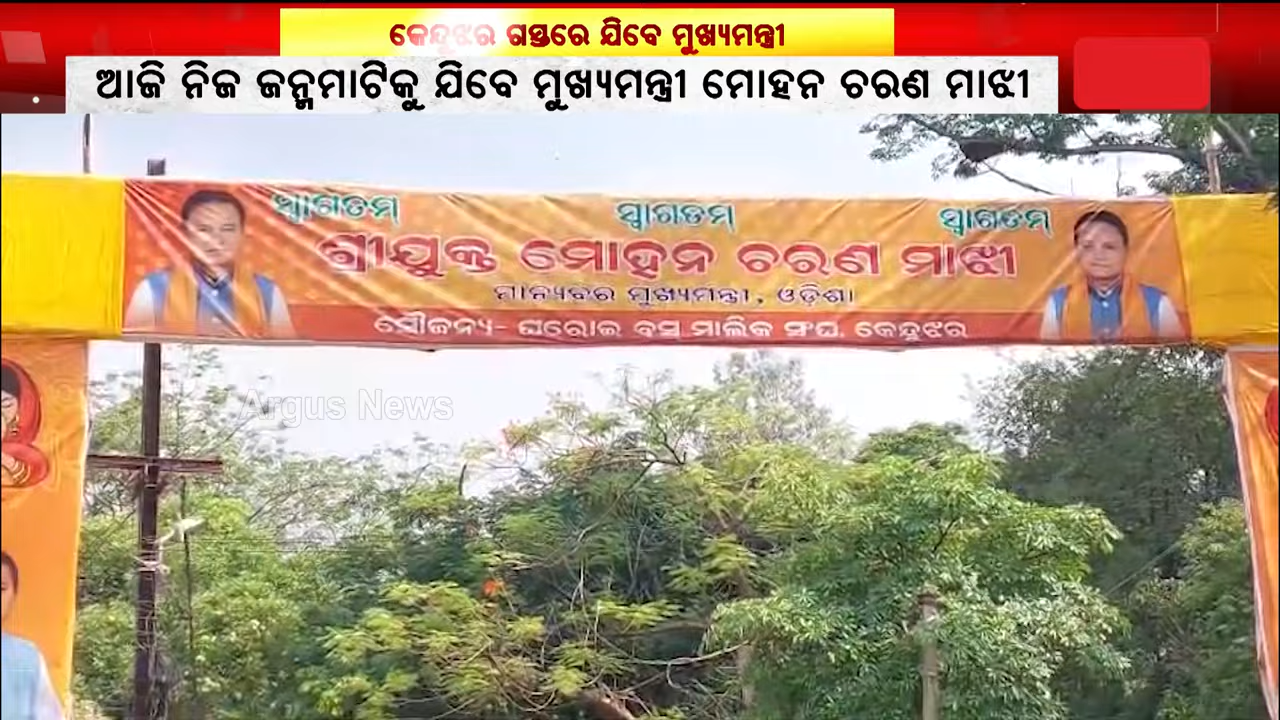 କେନ୍ଦୁଝର ଗସ୍ତରେ ଯିବେ ମୁଖ୍ୟମନ୍ତ୍ରୀ
ଆଜି ନିଜ ଜନ୍ମମାଟିକୁ ଯିବେ ମୁଖ୍ୟମନ୍ତ୍ରୀ ମୋହନ ଚରଣ ମାଝୀ
ସ୍ୱାଗତମ୍ ସ୍ୱାଗତମ୍ ସ୍ୱାଗତମ୍
ଶ୍ରୀଯୁକ୍ତ ମୋହନ ଚରଣ ମାଝୀ
ମାନ୍ୟବର ମୁଖ୍ୟମନ୍ତ୍ରୀ, ଓଡ଼ିଶା
ସୌଜନ୍ୟ- ଘରୋଇ ବସ୍ ମାଲିକ ସଂଘ, କେନ୍ଦୁଝର
Argus News